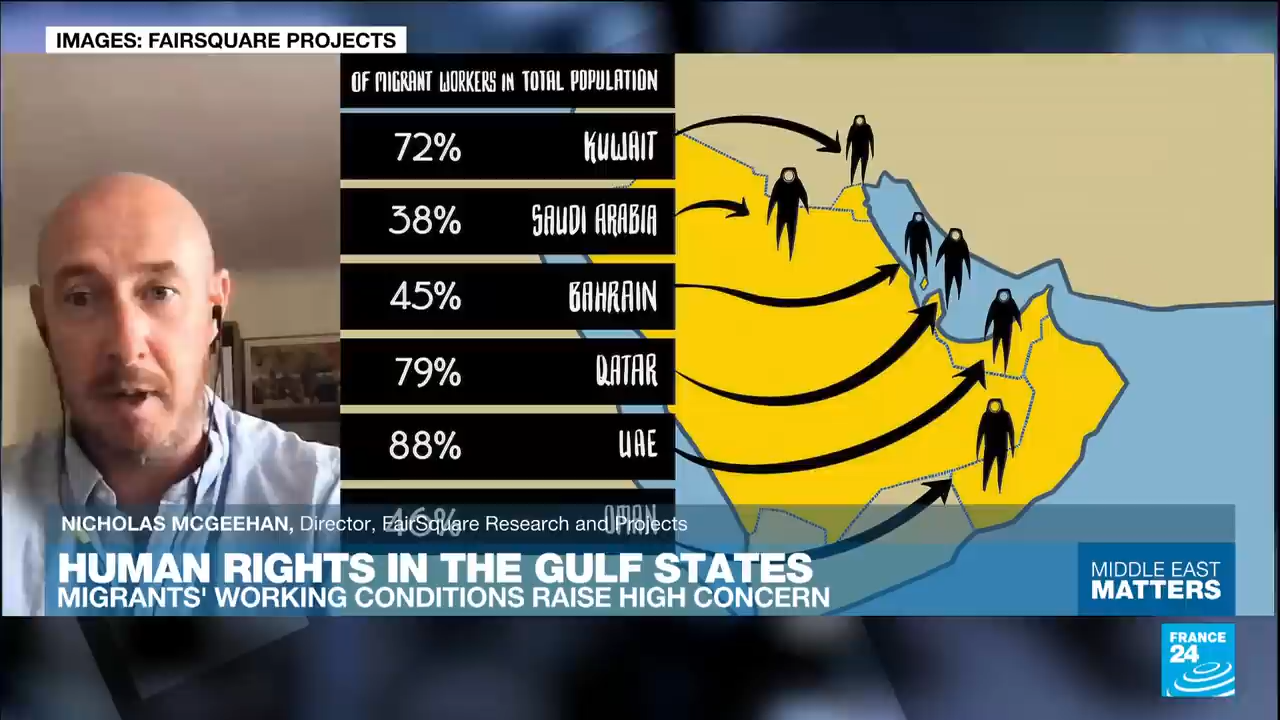 IMAGES: FAIRSQUARE PROJECTS
OF MIGRANT WORKERS IN TOTAL POPULATION
72% KUWAIT
38% SAUDI ARABIA
45% BAHRAIN
79% QATAR
88% UAE
46% OMAN
NICHOLAS MCGEEHAN, Director, FairSquare Research and Projects
HUMAN RIGHTS IN THE GULF STATES
MIGRANTS' WORKING CONDITIONS RAISE HIGH CONCERN
MIDDLE EAST
MATTERS
FRANCE
24